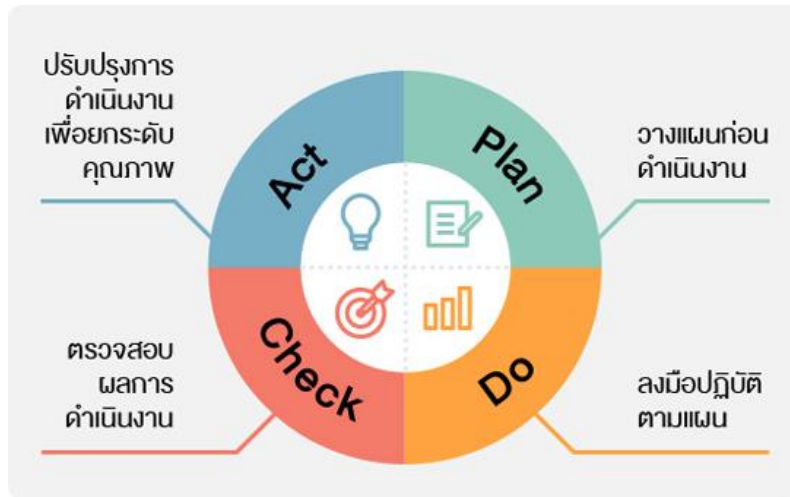 ปรับปรุงการ
ดำเนินงาน
เพื่อยกระดับ
คุณภาพ
Act
Plan
วางแผนก่อน
ดำเนินงาน
ตรวจสอบ
ผลการ
ดำเนินงาน
Check
Do
ลงมือปฏิบัติ
ตามแผน